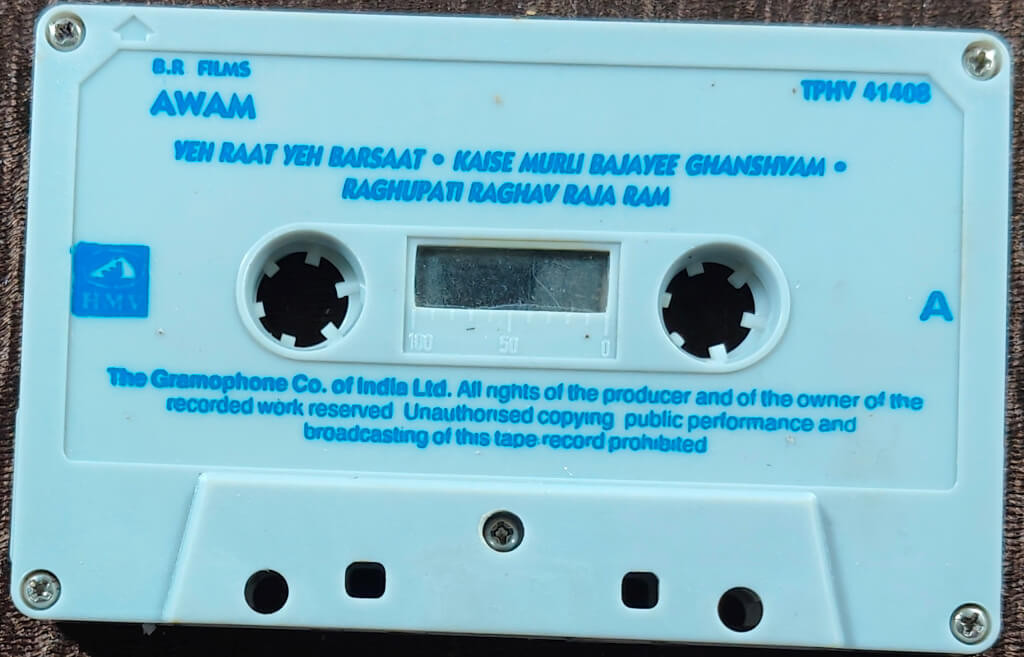 B.R FILMS
AWAM
TPHV 41408
YEH RAAT YEH BARSAAT • KAISE MURLI BAJAYEE GHANSHYAM •
RAGHUPATI RAGHAV RAJA RAM
HMV
A
100 50 0
The Gramophone Co. of India Ltd. All rights of the producer and of the owner of the
recorded work reserved Unauthorised copying public performance and
broadcasting of this tape record prohibited